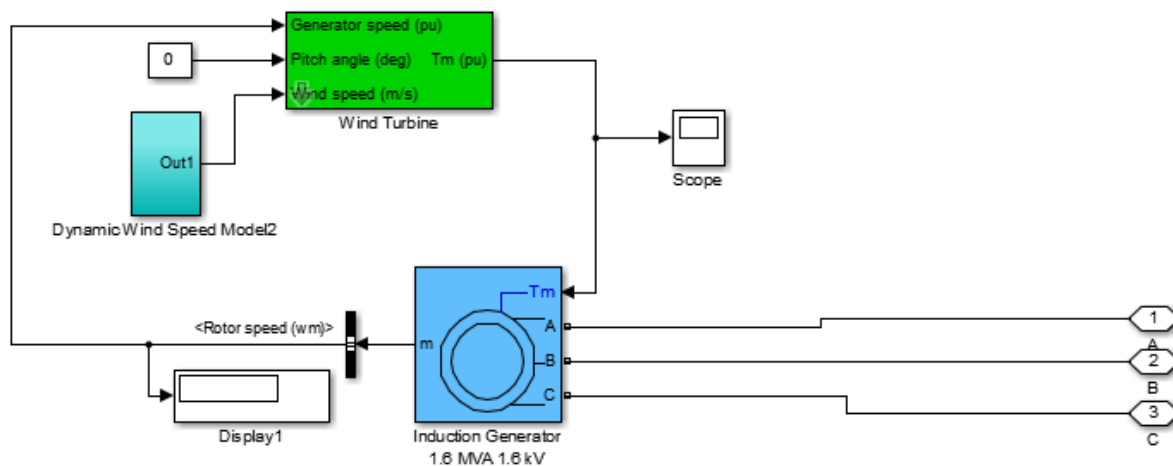 Generator speed (pu)
0
Pitch angle (deg)
Tm (pu)
Wind speed (m/s)
Wind Turbine
Out1
Dynamic Wind Speed Model2
Scope
Tm
<Rotor speed (wm)>
m
A
B
C
1
A
2
B
3
C
Display1
Induction Generator
1.6 MVA 1.6 kV